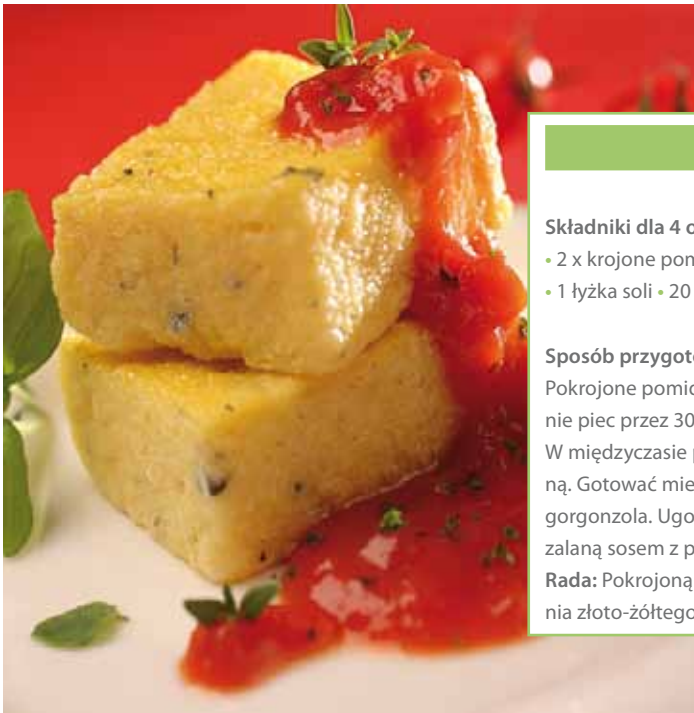 Składniki dla 4 o
• 2 x krojone pom
• 1 łyżka soli • 20
Sposób przygot
Pokrojone pomid
nie piec przez 30
W międzyczasie p
ną. Gotować mie
gorgonzola. Ugo
zalaną sosem z p
Rada: Pokrojoną
nia złoto-żółtego